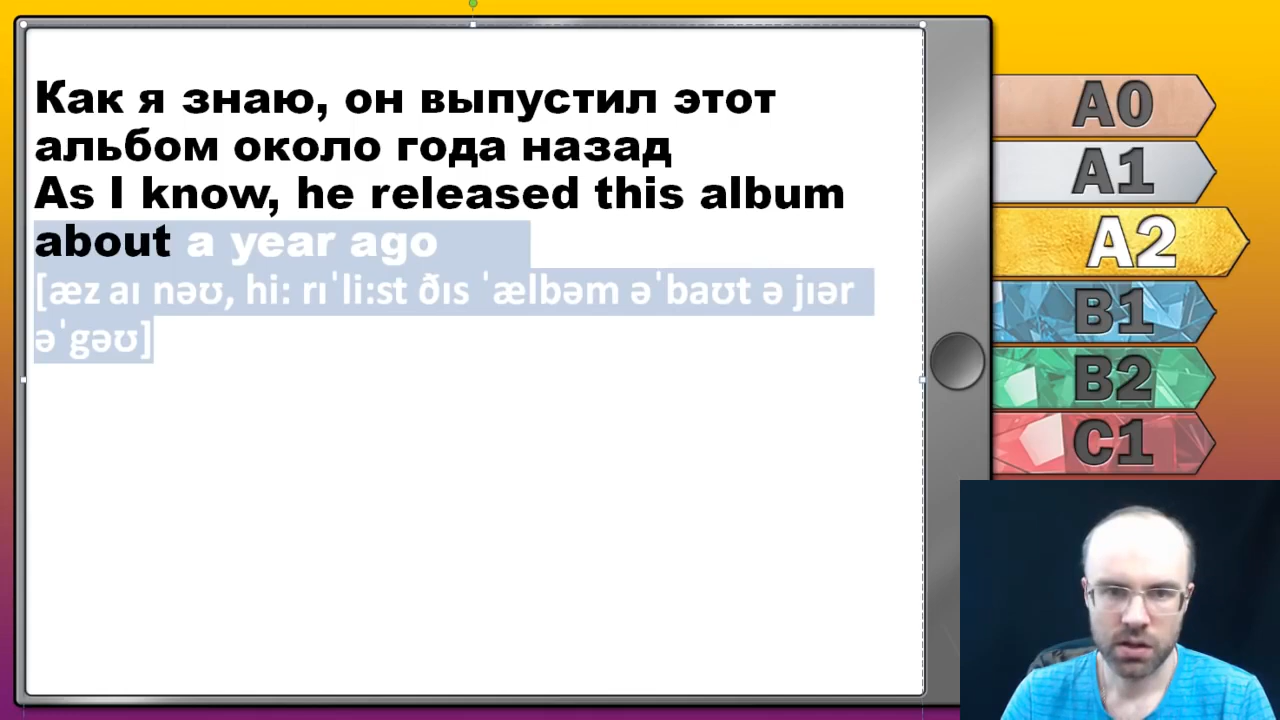 Как я знаю, он выпустил этот
альбом около года назад
As I know, he released this album
about a year ago
[æz aɪ nəʊ, hi: rɪˈli:st ðɪs ˈælbəm əˈbaʊt ə jɪər
əˈgəʊ]
A0
A1
A2
B1
B2
C1